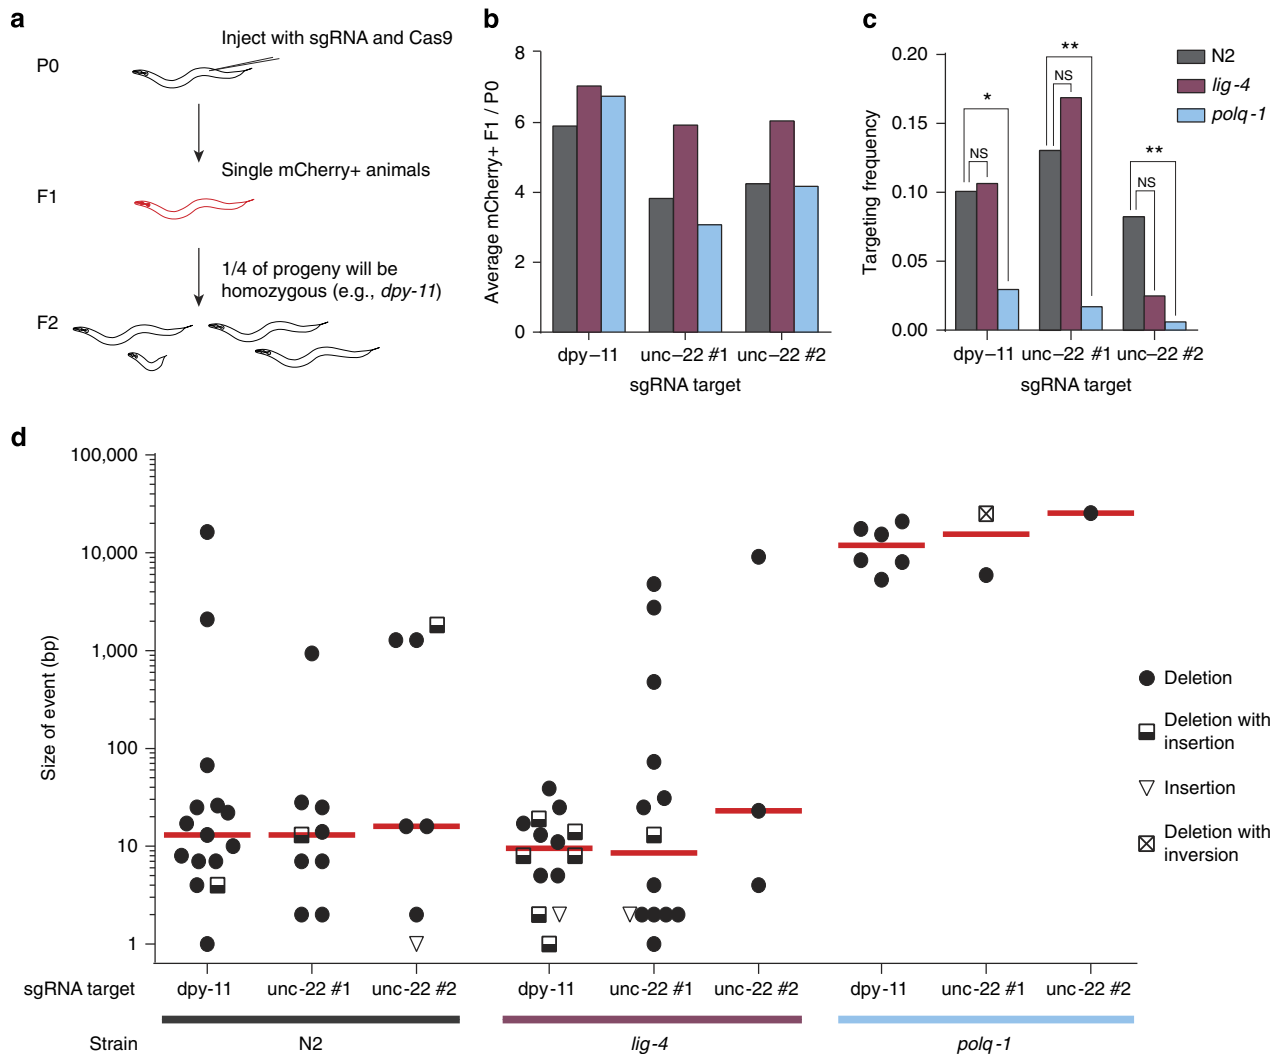 a
Inject with sgRNA and Cas9
P0
Single mCherry+ animals
F1
1/4 of progeny will be
homozygous (e.g., dpy-11)
F2
b
Average mCherry+ F1 / P0
8
6
4
2
0
dpy–11
unc–22 #1
unc–22 #2
sgRNA target
c
Targeting frequency
0.20
0.15
0.10
0.05
0.00
*
NS
**
NS
**
NS
N2
lig-4
polq-1
dpy–11
unc–22 #1
unc–22 #2
sgRNA target
d
Size of event (bp)
100,000
10,000
1,000
100
10
1
Deletion
Deletion with
insertion
Insertion
Deletion with
inversion
sgRNA target dpy-11 unc-22 #1 unc-22 #2 dpy-11 unc-22 #1 unc-22 #2 dpy-11 unc-22 #1 unc-22 #2
Strain N2 lig-4 polq-1